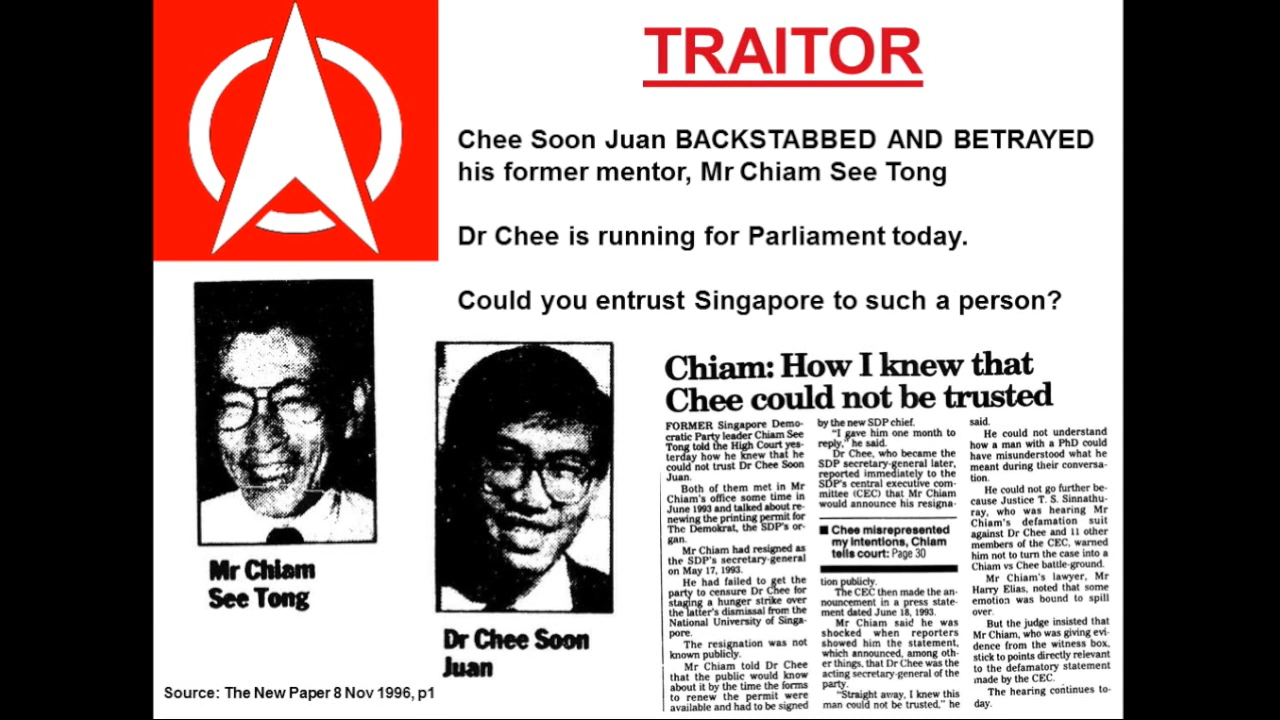 TRAITOR
Chee Soon Juan BACKSTABBED AND BETRAYED
his former mentor, Mr Chiam See Tong
Dr Chee is running for Parliament today.
Could you entrust Singapore to such a person?
Mr Chiam
See Tong
Dr Chee Soon
Juan
Source: The New Paper 8 Nov 1996, p1
Chiam: How I knew that
Chee could not be trusted
FORMER Singapore Demo-
cratic Party leader Chiam See
Tong told the High Court yes-
terday how he knew that he
could not trust Dr Chee Soon
Juan.
Both of them met in Mr
Chiam's office some time in
June 1993 and talked about re-
newing the printing permit for
The Demokrat, the SDP's or-
gan.
Mr Chiam had resigned as
the SDP's secretary-general
on May 17, 1993.
He had failed to get the
party to censure Dr Chee for
staging a hunger strike over
the latter's dismissal from the
National University of Singa-
pore.
The resignation was not
known publicly.
Mr Chiam told Dr Chee
that the public would know
about it by the time the forms
to renew the permit were
available and had to be signed
by the new SDP chief.
"I gave him one month to
reply," he said.
Dr Chee, who became the
SDP secretary-general later,
reported immediately to the
SDP's central executive com-
mittee (CEC) that Mr Chiam
would announce his resigna-
■ Chee misrepresented
my intentions, Chiam
tells court: Page 30
tion publicly.
The CEC then made the an-
nouncement in a press state-
ment dated June 18, 1993.
Mr Chiam said he was
shocked when reporters
showed him the statement,
which announced, among oth-
er things, that Dr Chee was the
acting secretary-general of the
party.
"Straight away, I knew this
man could not be trusted," he
said.
He could not understand
how a man with a PhD could
have misunderstood what he
meant during their conversa-
tion.
He could not go further be-
cause Justice T. S. Sinnathu-
ray, who was hearing Mr
Chiam's defamation suit
against Dr Chee and 11 other
members of the CEC, warned
him not to turn the case into a
Chiam vs Chee battle-ground.
Mr Chiam's lawyer, Mr
Harry Elias, noted that some
emotion was bound to spill
over.
But the judge insisted that
Mr Chiam, who was giving evi-
dence from the witness box,
stick to points directly relevant
to the defamatory statement
made by the CEC.
The hearing continues to-
day.